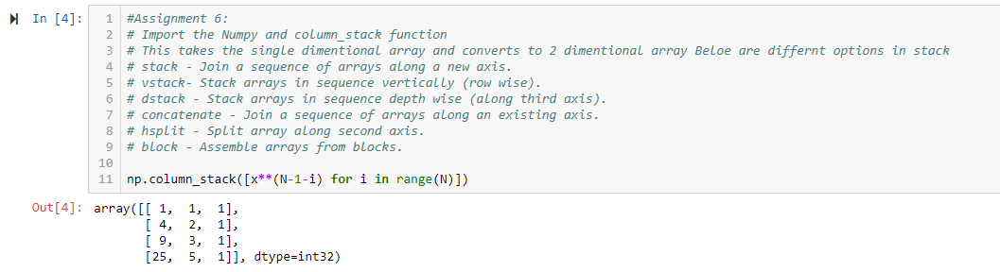 In [4]:
1 #Assignment 6:
2 # Import the Numpy and column_stack function
3 # This takes the single dimentional array and converts to 2 dimentional array Beloe are differnt options in stack
4 # stack - Join a sequence of arrays along a new axis.
5 # vstack- Stack arrays in sequence vertically (row wise).
6 # dstack - Stack arrays in sequence depth wise (along third axis).
7 # concatenate - Join a sequence of arrays along an existing axis.
8 # hsplit - Split array along second axis.
9 # block - Assemble arrays from blocks.
10
11 np.column_stack([x**(N-1-i) for i in range(N)])
Out[4]: array([[ 1,  1,  1],
       [ 4,  2,  1],
       [ 9,  3,  1],
       [25,  5,  1]], dtype=int32)